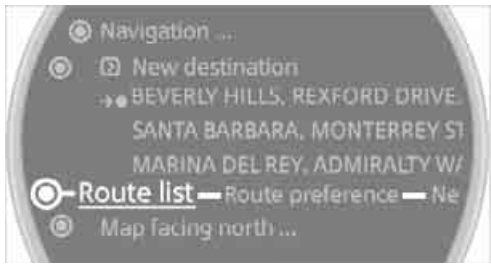 Navigation ...
New destination
BEVERLY HILLS, REXFORD DRIVE.
SANTA BARBARA, MONTERREY ST
MARINA DEL REY, ADMIRALTY WA
Route list Route preference Ne
Map facing north ...